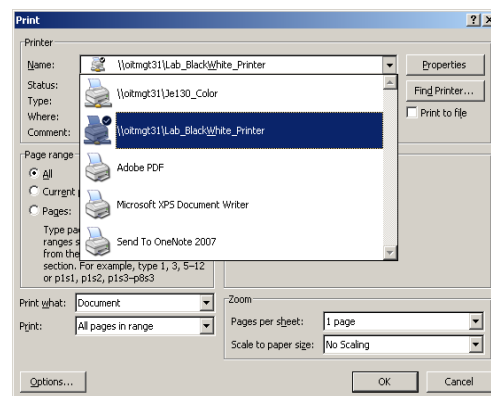 Print
Printer
Name: \\oitmgt31\Lab_BlackWhite_Printer Properties
Status: \\oitmgt31\Je130_Color Find Printer...
Type:
Where: \\oitmgt31\Lab_BlackWhite_Printer Print to file
Comment:
Page range Adobe PDF
All
Current Microsoft XPS Document Writer
Pages:
Type
ranges Send To OneNote 2007
from the
section. For example, type 1, 3, 5–12
or p1s1, p1s2, p1s3–p8s3
Print what: Document Zoom
Print: All pages in range Pages per sheet: 1 page
Scale to paper size: No Scaling
Options... OK Cancel